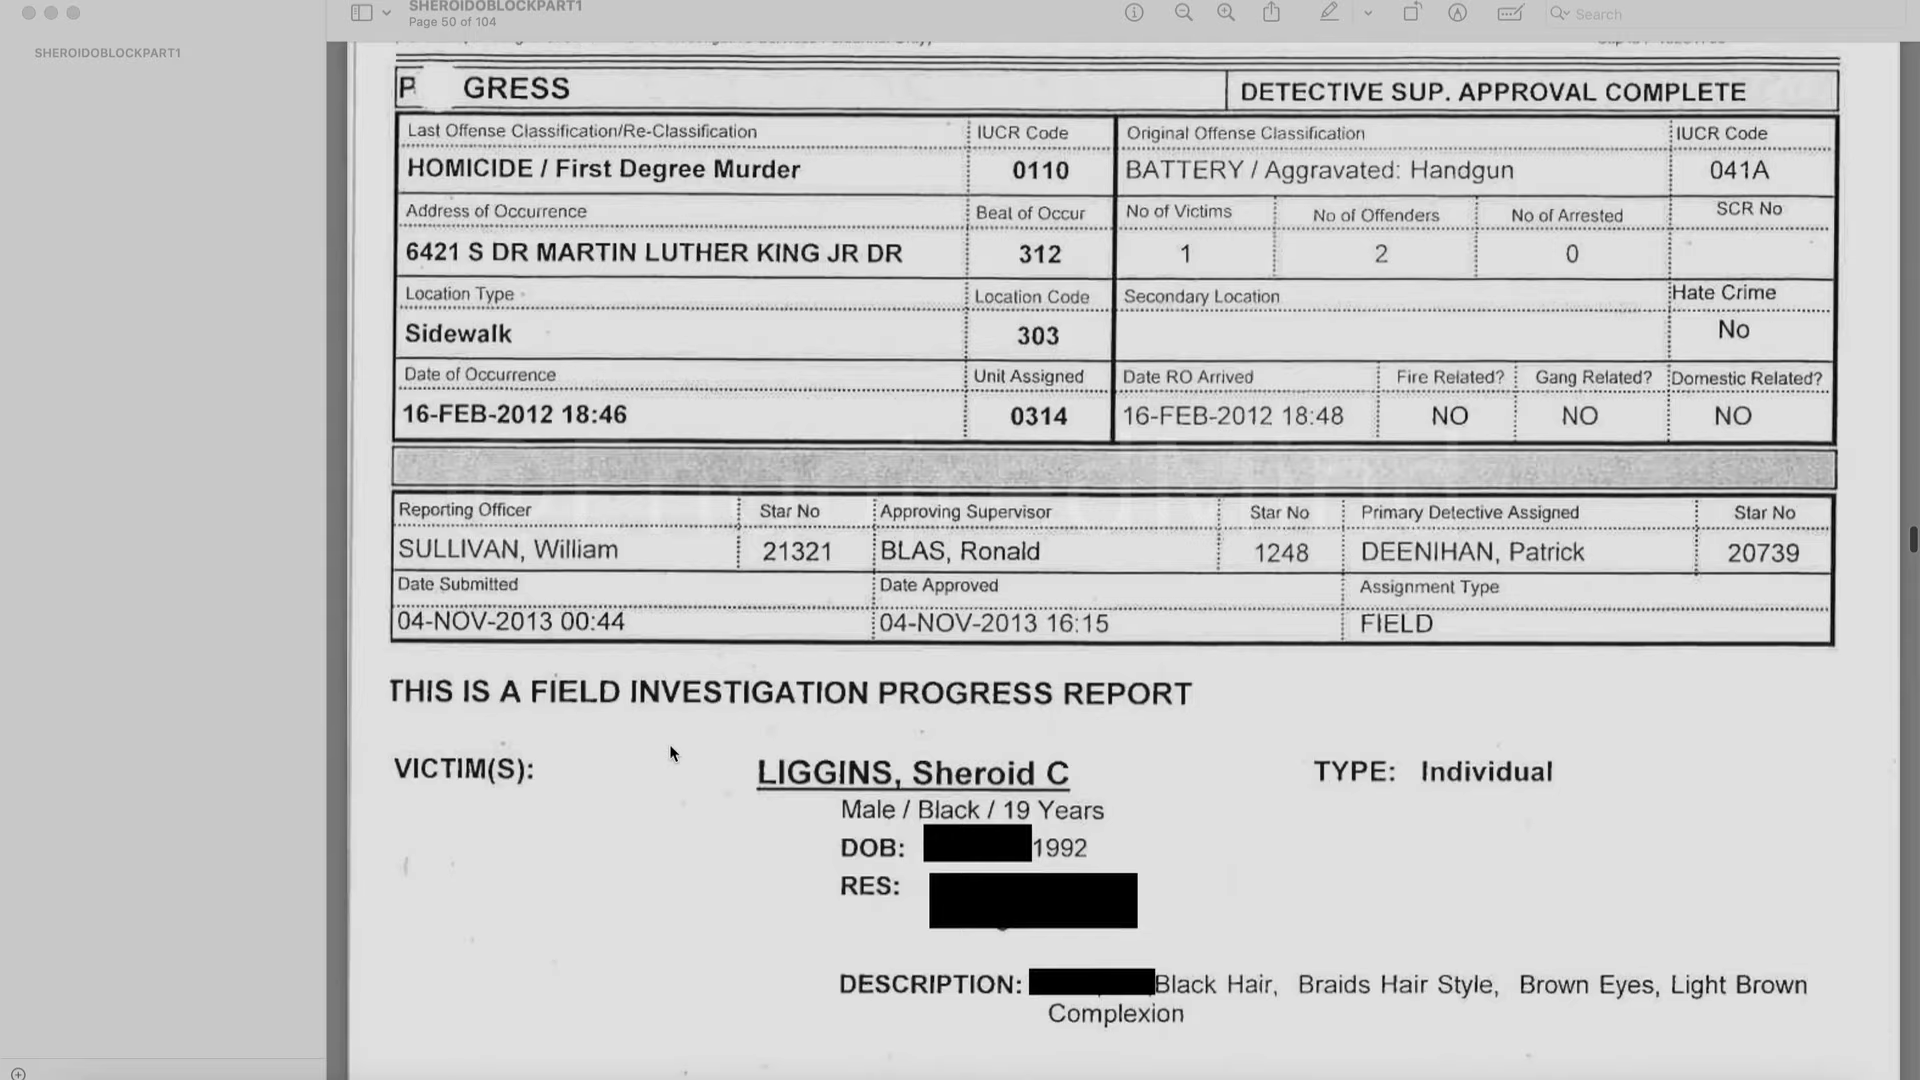 SHEROIDOBLOCKPART1
Page 50 of 104
Search
SHEROIDOBLOCKPART1
P GRESS
DETECTIVE SUP. APPROVAL COMPLETE
Last Offense Classification/Re-Classification
IUCR Code
Original Offense Classification
IUCR Code
HOMICIDE / First Degree Murder
0110
BATTERY / Aggravated: Handgun
041A
Address of Occurrence
Beat of Occur
No of Victims
No of Offenders
No of Arrested
SCR No
6421 S DR MARTIN LUTHER KING JR DR
312
1
2
0
Location Type
Location Code
Secondary Location
Hate Crime
Sidewalk
303
No
Date of Occurrence
Unit Assigned
Date RO Arrived
Fire Related?
Gang Related?
Domestic Related?
16-FEB-2012 18:46
0314
16-FEB-2012 18:48
NO
NO
NO
Reporting Officer
Star No
Approving Supervisor
Star No
Primary Detective Assigned
Star No
SULLIVAN, William
21321
BLAS, Ronald
1248
DEENIHAN, Patrick
20739
Date Submitted
Date Approved
Assignment Type
04-NOV-2013 00:44
04-NOV-2013 16:15
FIELD
THIS IS A FIELD INVESTIGATION PROGRESS REPORT
VICTIM(S):
LIGGINS, Sheroid C
TYPE: Individual
Male / Black / 19 Years
DOB: 1992
RES:
DESCRIPTION: Black Hair, Braids Hair Style, Brown Eyes, Light Brown
Complexion